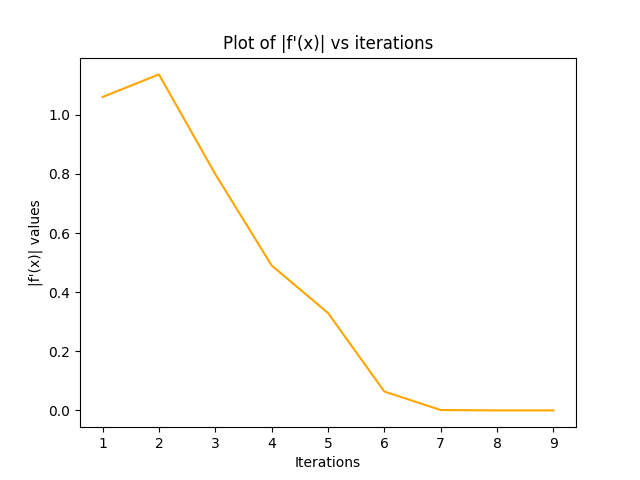 Plot of |f'(x)| vs iterations
|f'(x)| values
1.0
0.8
0.6
0.4
0.2
0.0
1 2 3 4 5 6 7 8 9
Iterations